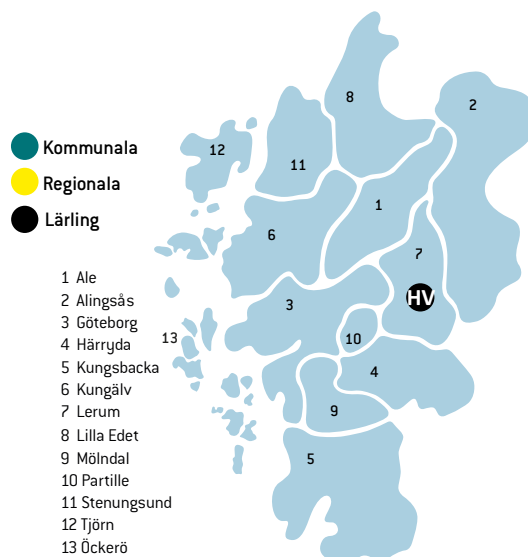 8
2
12
Kommunala
11
Regionala
1
Lärling
6
7
HV
1 Ale
2 Alingsås
3
3 Göteborg
13
10
4 Härryda
4
5 Kungsbacka
6 Kungälv
9
7 Lerum
8 Lilla Edet
5
9 Mölndal
10 Partille
11 Stenungsund
12 Tjörn
13 Öckerö